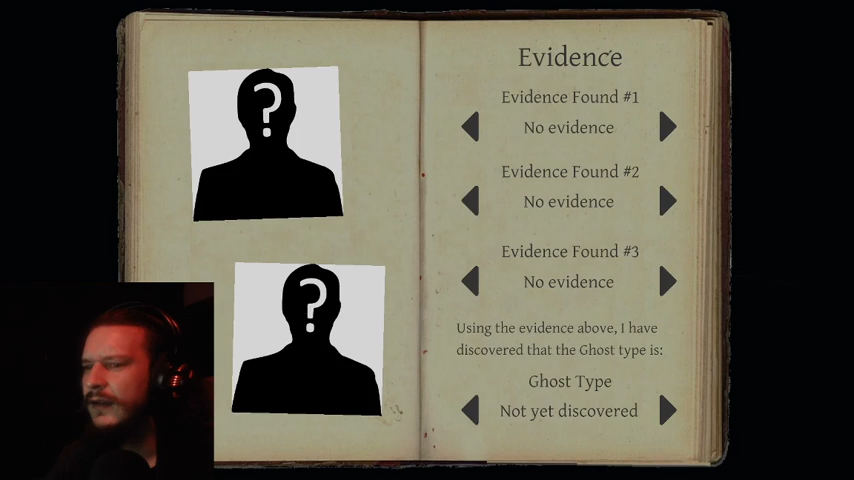 ?
?
Evidence
Evidence Found #1
No evidence
Evidence Found #2
No evidence
Evidence Found #3
No evidence
Using the evidence above, I have
discovered that the Ghost type is:
Ghost Type
Not yet discovered